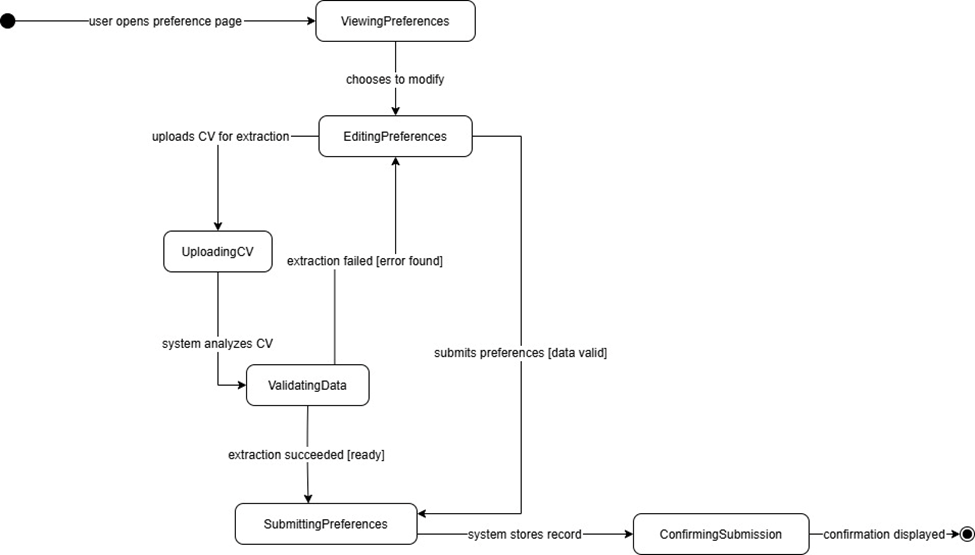 user opens preference page
ViewingPreferences
chooses to modify
uploads CV for extraction
EditingPreferences
UploadingCV
extraction failed [error found]
system analyzes CV
submits preferences [data valid]
ValidatingData
extraction succeeded [ready]
SubmittingPreferences
system stores record
ConfirmingSubmission
confirmation displayed